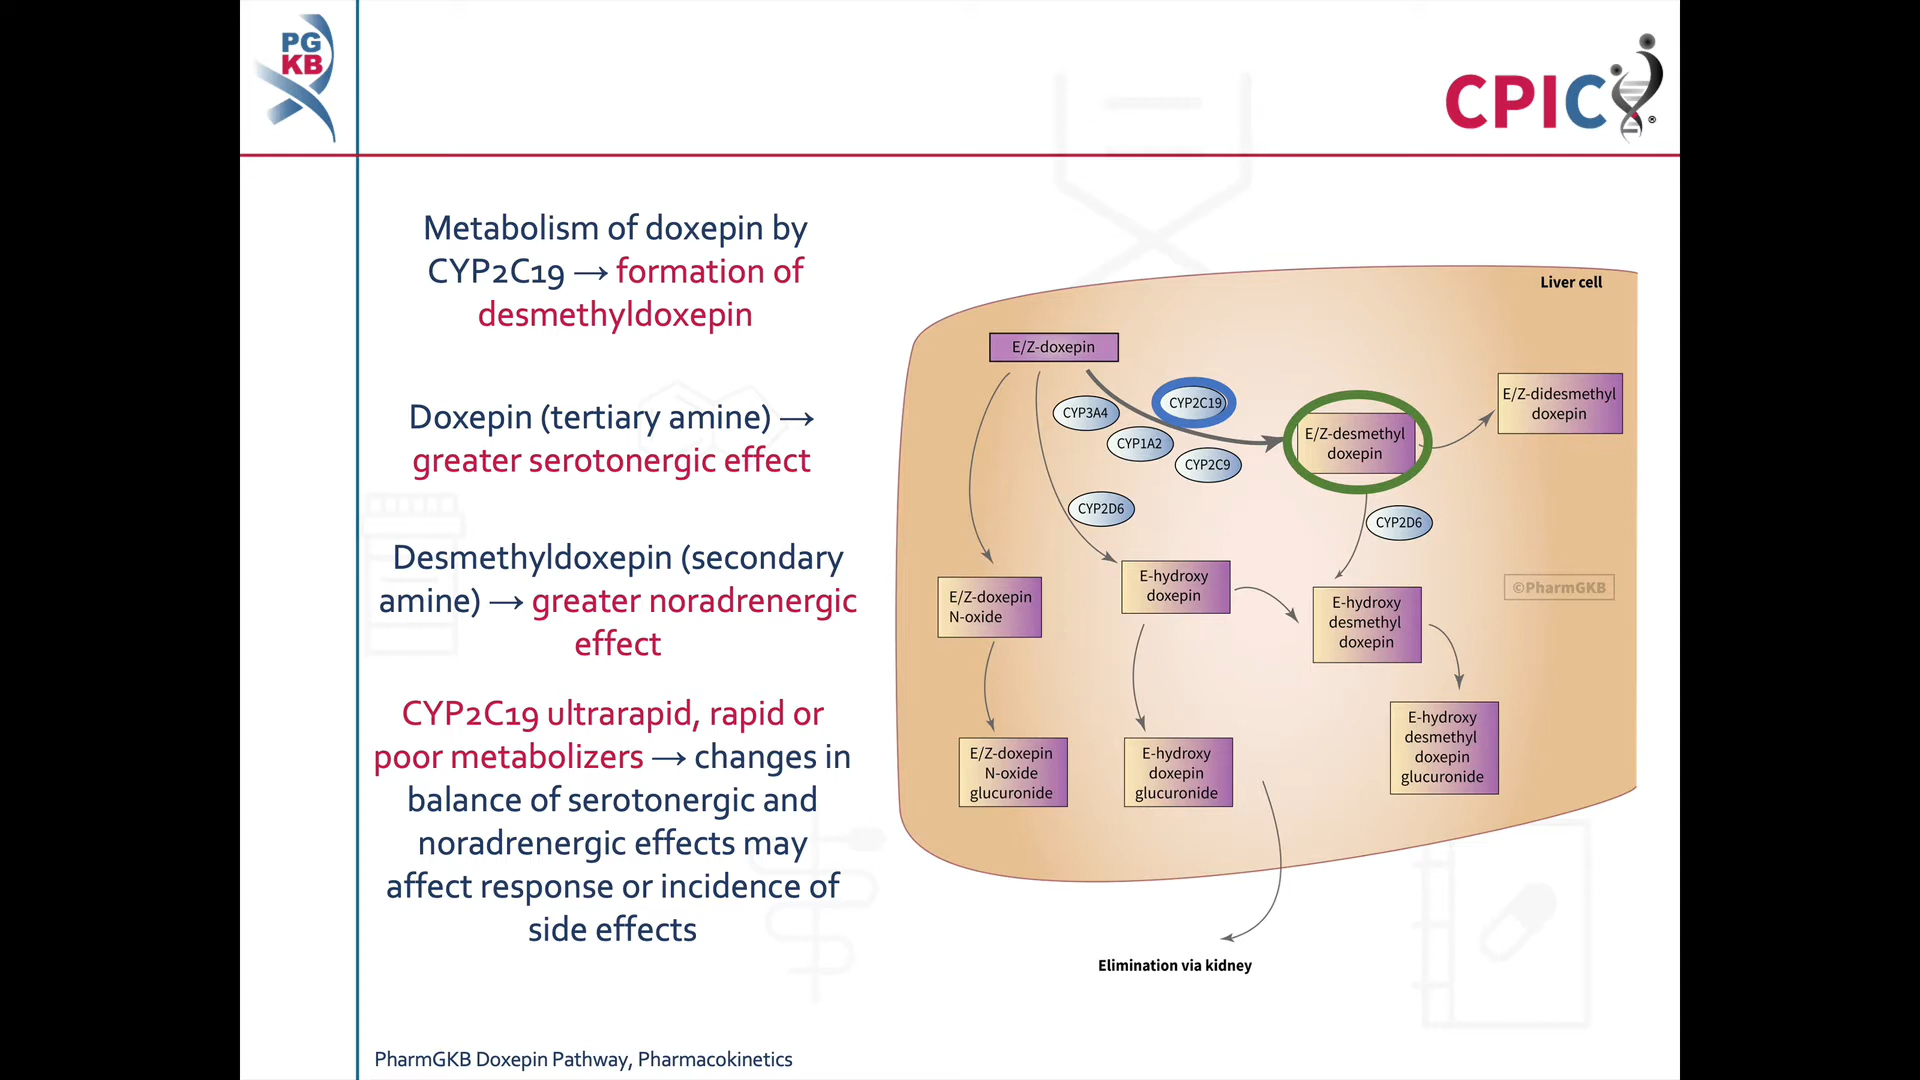 PG
KB
CPIC®
Metabolism of doxepin by
CYP2C19 → formation of
desmethyldoxepin
Doxepin (tertiary amine) →
greater serotonergic effect
Desmethyldoxepin (secondary
amine) → greater noradrenergic
effect
CYP2C19 ultrarapid, rapid or
poor metabolizers → changes in
balance of serotonergic and
noradrenergic effects may
affect response or incidence of
side effects
Liver cell
E/Z-doxepin
CYP3A4
CYP2C19
CYP1A2
CYP2C9
E/Z-desmethyl
doxepin
E/Z-didesmethyl
doxepin
CYP2D6
CYP2D6
E/Z-doxepin
N-oxide
E-hydroxy
doxepin
E-hydroxy
desmethyl
doxepin
©PharmGKB
E/Z-doxepin
N-oxide
glucuronide
E-hydroxy
doxepin
glucuronide
E-hydroxy
desmethyl
doxepin
glucuronide
Elimination via kidney
PharmGKB Doxepin Pathway, Pharmacokinetics